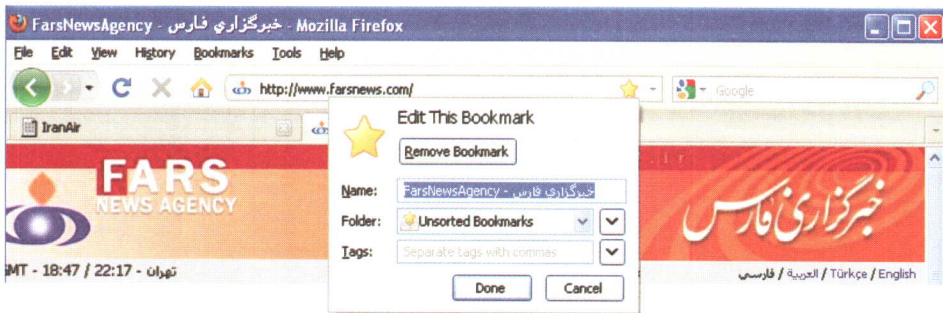 خبرگزاري فارس - FarsNewsAgency - Mozilla Firefox
File Edit View History Bookmarks Tools Help
http://www.farsnews.com/
Google
IranAir
Edit This Bookmark
Remove Bookmark
Name: خبرگزاري فارس - FarsNewsAgency
Folder: Unsorted Bookmarks
Tags: Separate tags with commas
Done Cancel
FARS
NEWS AGENCY
خبرگزاری فارس
تهران - 22:17 / 18:47 - GMT
فارسی / العربية / Türkçe / English